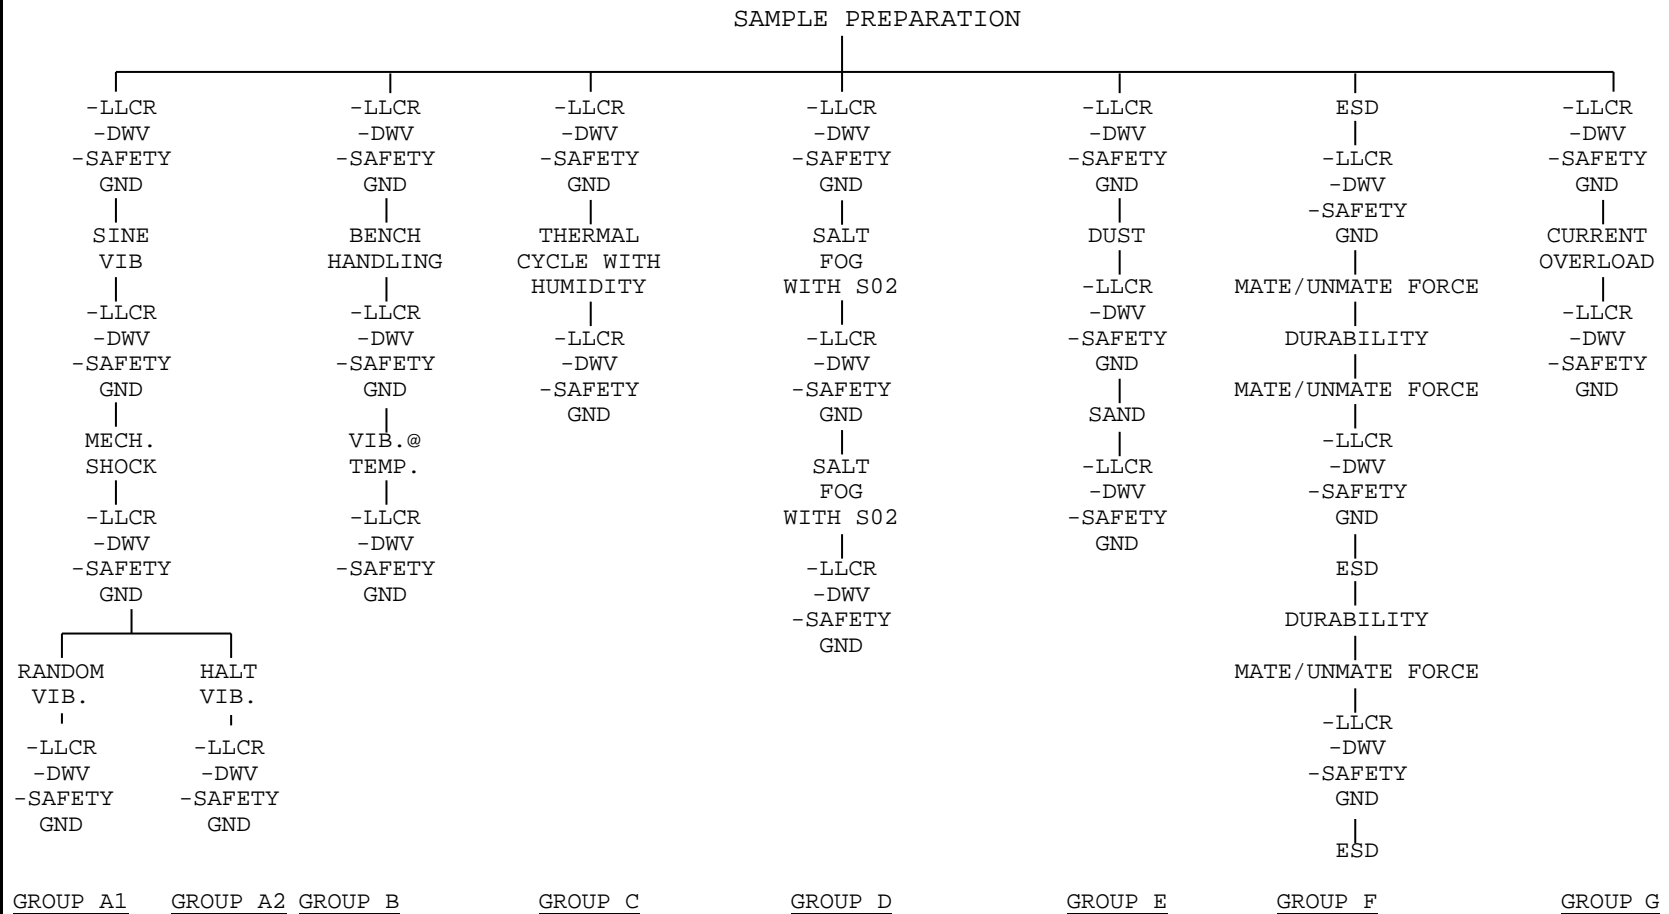 SAMPLE PREPARATION
-LLCR
-DWV
-SAFETY
GND
SINE
VIB
-LLCR
-DWV
-SAFETY
GND
MECH.
SHOCK
-LLCR
-DWV
-SAFETY
GND
RANDOM
VIB.
-LLCR
-DWV
-SAFETY
GND
GROUP A1
HALT
VIB.
-LLCR
-DWV
-SAFETY
GND
GROUP A2
-LLCR
-DWV
-SAFETY
GND
BENCH
HANDLING
-LLCR
-DWV
-SAFETY
GND
VIB.@
TEMP.
-LLCR
-DWV
-SAFETY
GND
GROUP B
-LLCR
-DWV
-SAFETY
GND
THERMAL
CYCLE WITH
HUMIDITY
-LLCR
-DWV
-SAFETY
GND
GROUP C
-LLCR
-DWV
-SAFETY
GND
SALT
FOG
WITH S02
-LLCR
-DWV
-SAFETY
GND
SALT
FOG
WITH S02
-LLCR
-DWV
-SAFETY
GND
GROUP D
-LLCR
-DWV
-SAFETY
GND
DUST
-LLCR
-DWV
-SAFETY
GND
SAND
-LLCR
-DWV
-SAFETY
GND
GROUP E
ESD
-LLCR
-DWV
-SAFETY
GND
MATE/UNMATE FORCE
DURABILITY
MATE/UNMATE FORCE
-LLCR
-DWV
-SAFETY
GND
ESD
DURABILITY
MATE/UNMATE FORCE
-LLCR
-DWV
-SAFETY
GND
ESD
GROUP F
-LLCR
-DWV
-SAFETY
GND
CURRENT
OVERLOAD
-LLCR
-DWV
-SAFETY
GND
GROUP G